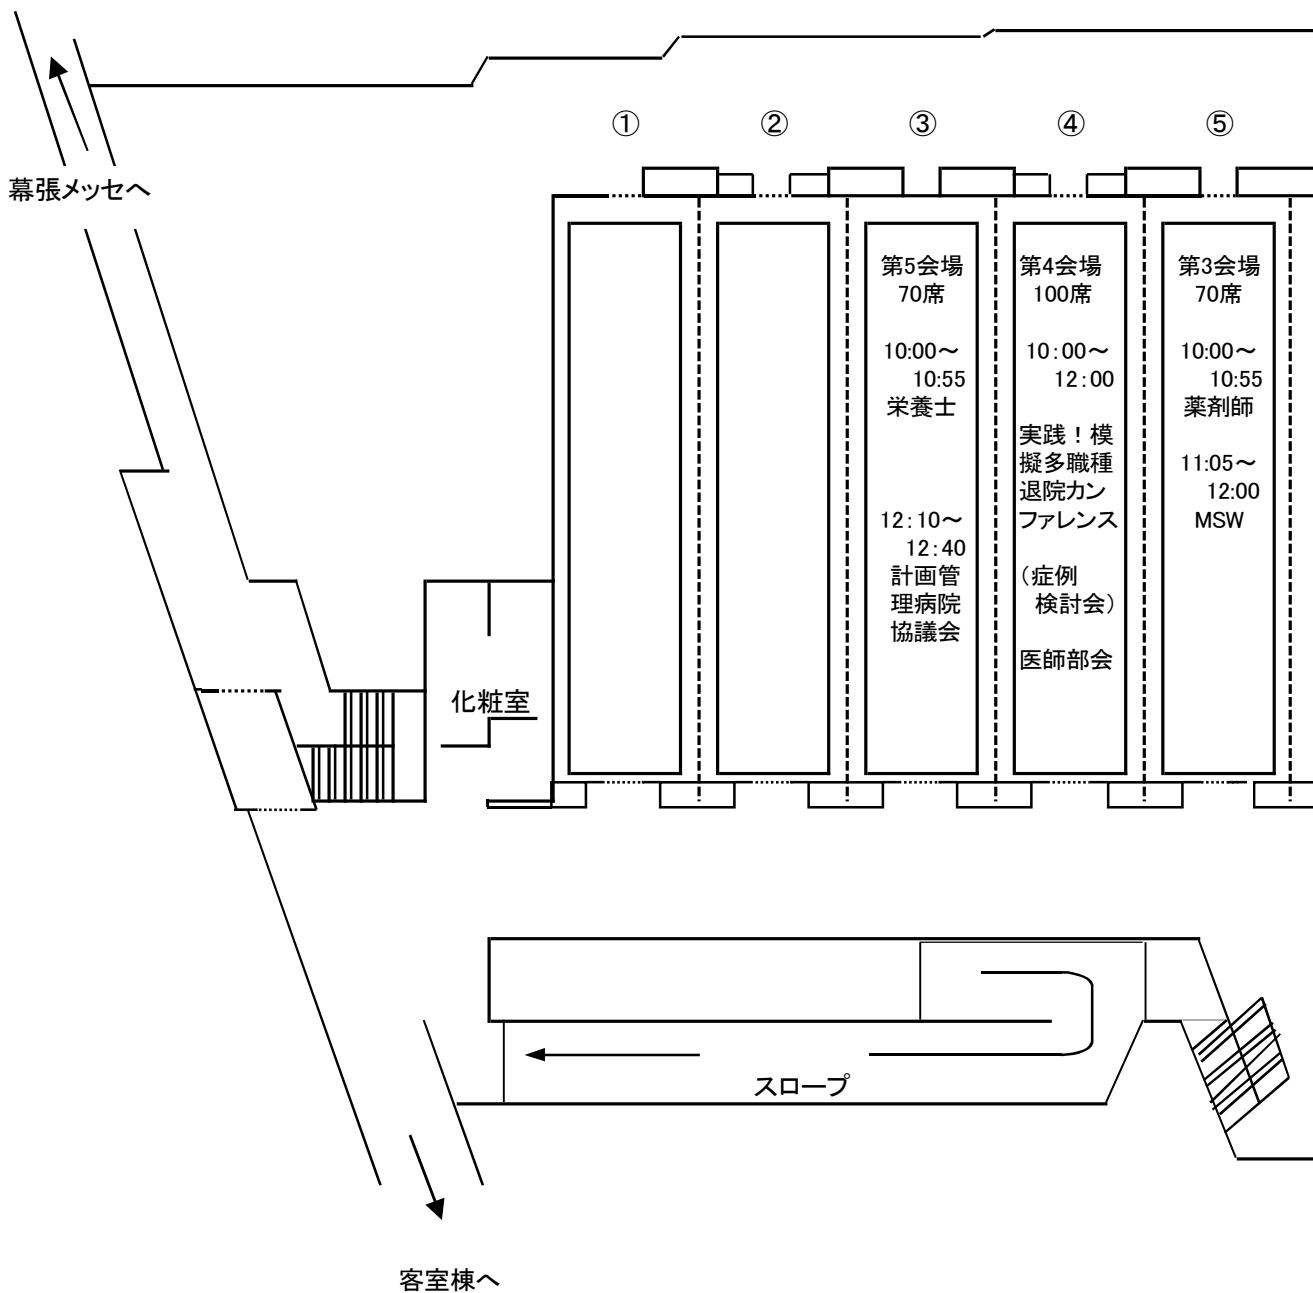 ① ② ③ ④ ⑤
幕張メッセへ
第5会場
70席
10:00～
10:55
栄養士
12:10～
12:40
計画管
理病院
協議会
第4会場
100席
10:00～
12:00
実践！模
擬多職種
退院カン
ファレンス
（症例
検討会）
医師部会
第3会場
70席
10:00～
10:55
薬剤師
11:05～
12:00
MSW
化粧室
スロープ
客室棟へ